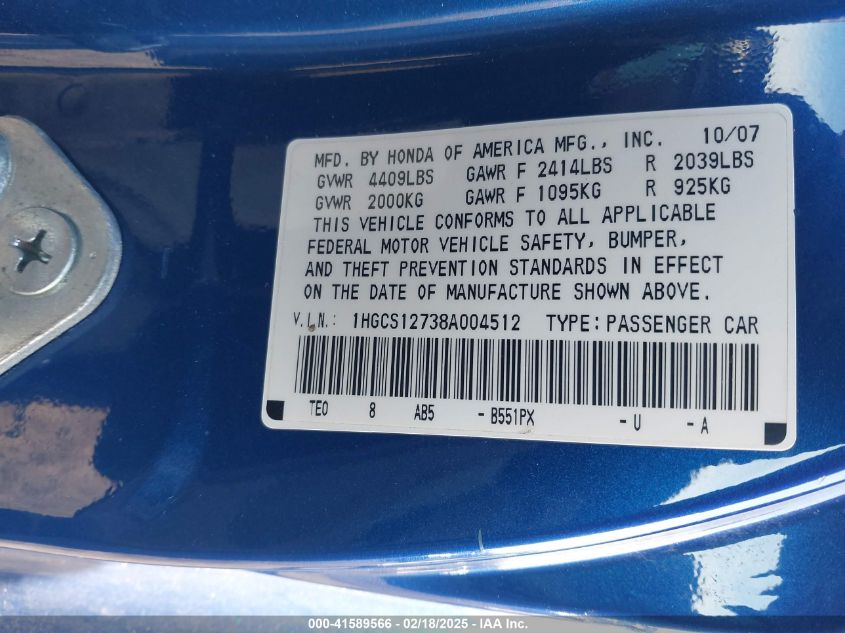 MFD. BY HONDA OF AMERICA MFG., INC. 10/07
GVWR 4409LBS GAWR F 2414LBS R 2039LBS
GVWR 2000KG GAWR F 1095KG R 925KG
THIS VEHICLE CONFORMS TO ALL APPLICABLE
FEDERAL MOTOR VEHICLE SAFETY, BUMPER,
AND THEFT PREVENTION STANDARDS IN EFFECT
ON THE DATE OF MANUFACTURE SHOWN ABOVE.
V.I.N.: 1HGCS12738A004512 TYPE: PASSENGER CAR
TE0 8 AB5 - B551PX - U - A
000-41589566 - 02/18/2025 - IAA Inc.